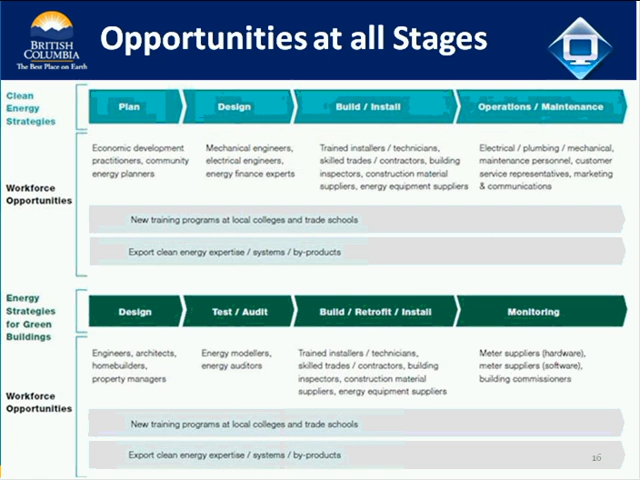 BRITISH
COLUMBIA
The Best Place on Earth
Opportunities at all Stages
Clean
Energy
Strategies
Plan
Design
Build / Install
Operations / Maintenance
Workforce
Opportunities
Economic development
practitioners, community
energy planners
Mechanical engineers,
electrical engineers,
energy finance experts
Trained installers / technicians,
skilled trades / contractors, building
inspectors, construction material
suppliers, energy equipment suppliers
Electrical / plumbing / mechanical,
maintenance personnel, customer
service representatives, marketing
& communications
New training programs at local colleges and trade schools
Export clean energy expertise / systems / by-products
Energy
Strategies
for Green
Buildings
Design
Test / Audit
Build / Retrofit / Install
Monitoring
Workforce
Opportunities
Engineers, architects,
homebuilders,
property managers
Energy modellers,
energy auditors
Trained installers / technicians,
skilled trades / contractors, building
inspectors, construction material
suppliers, energy equipment suppliers
Meter suppliers (hardware),
meter suppliers (software),
building commissioners
New training programs at local colleges and trade schools
Export clean energy expertise / systems / by-products
16